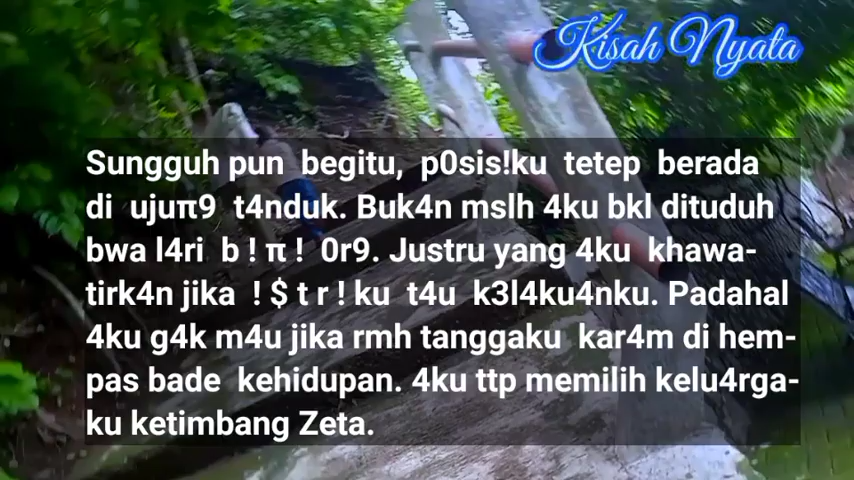 Kisah Nyata
Sungguh pun begitu, p0sis!ku tetep berada
di ujuπ9 t4nduk. Buk4n mslh 4ku bkl dituduh
bwa l4ri b ! π ! 0r9. Justru yang 4ku khawa-
tirk4n jika ! $ t r ! ku t4u k3l4ku4nku. Padahal
4ku g4k m4u jika rmh tanggaku kar4m di hem-
pas bade kehidupan. 4ku ttp memilih kelu4rga-
ku ketimbang Zeta.